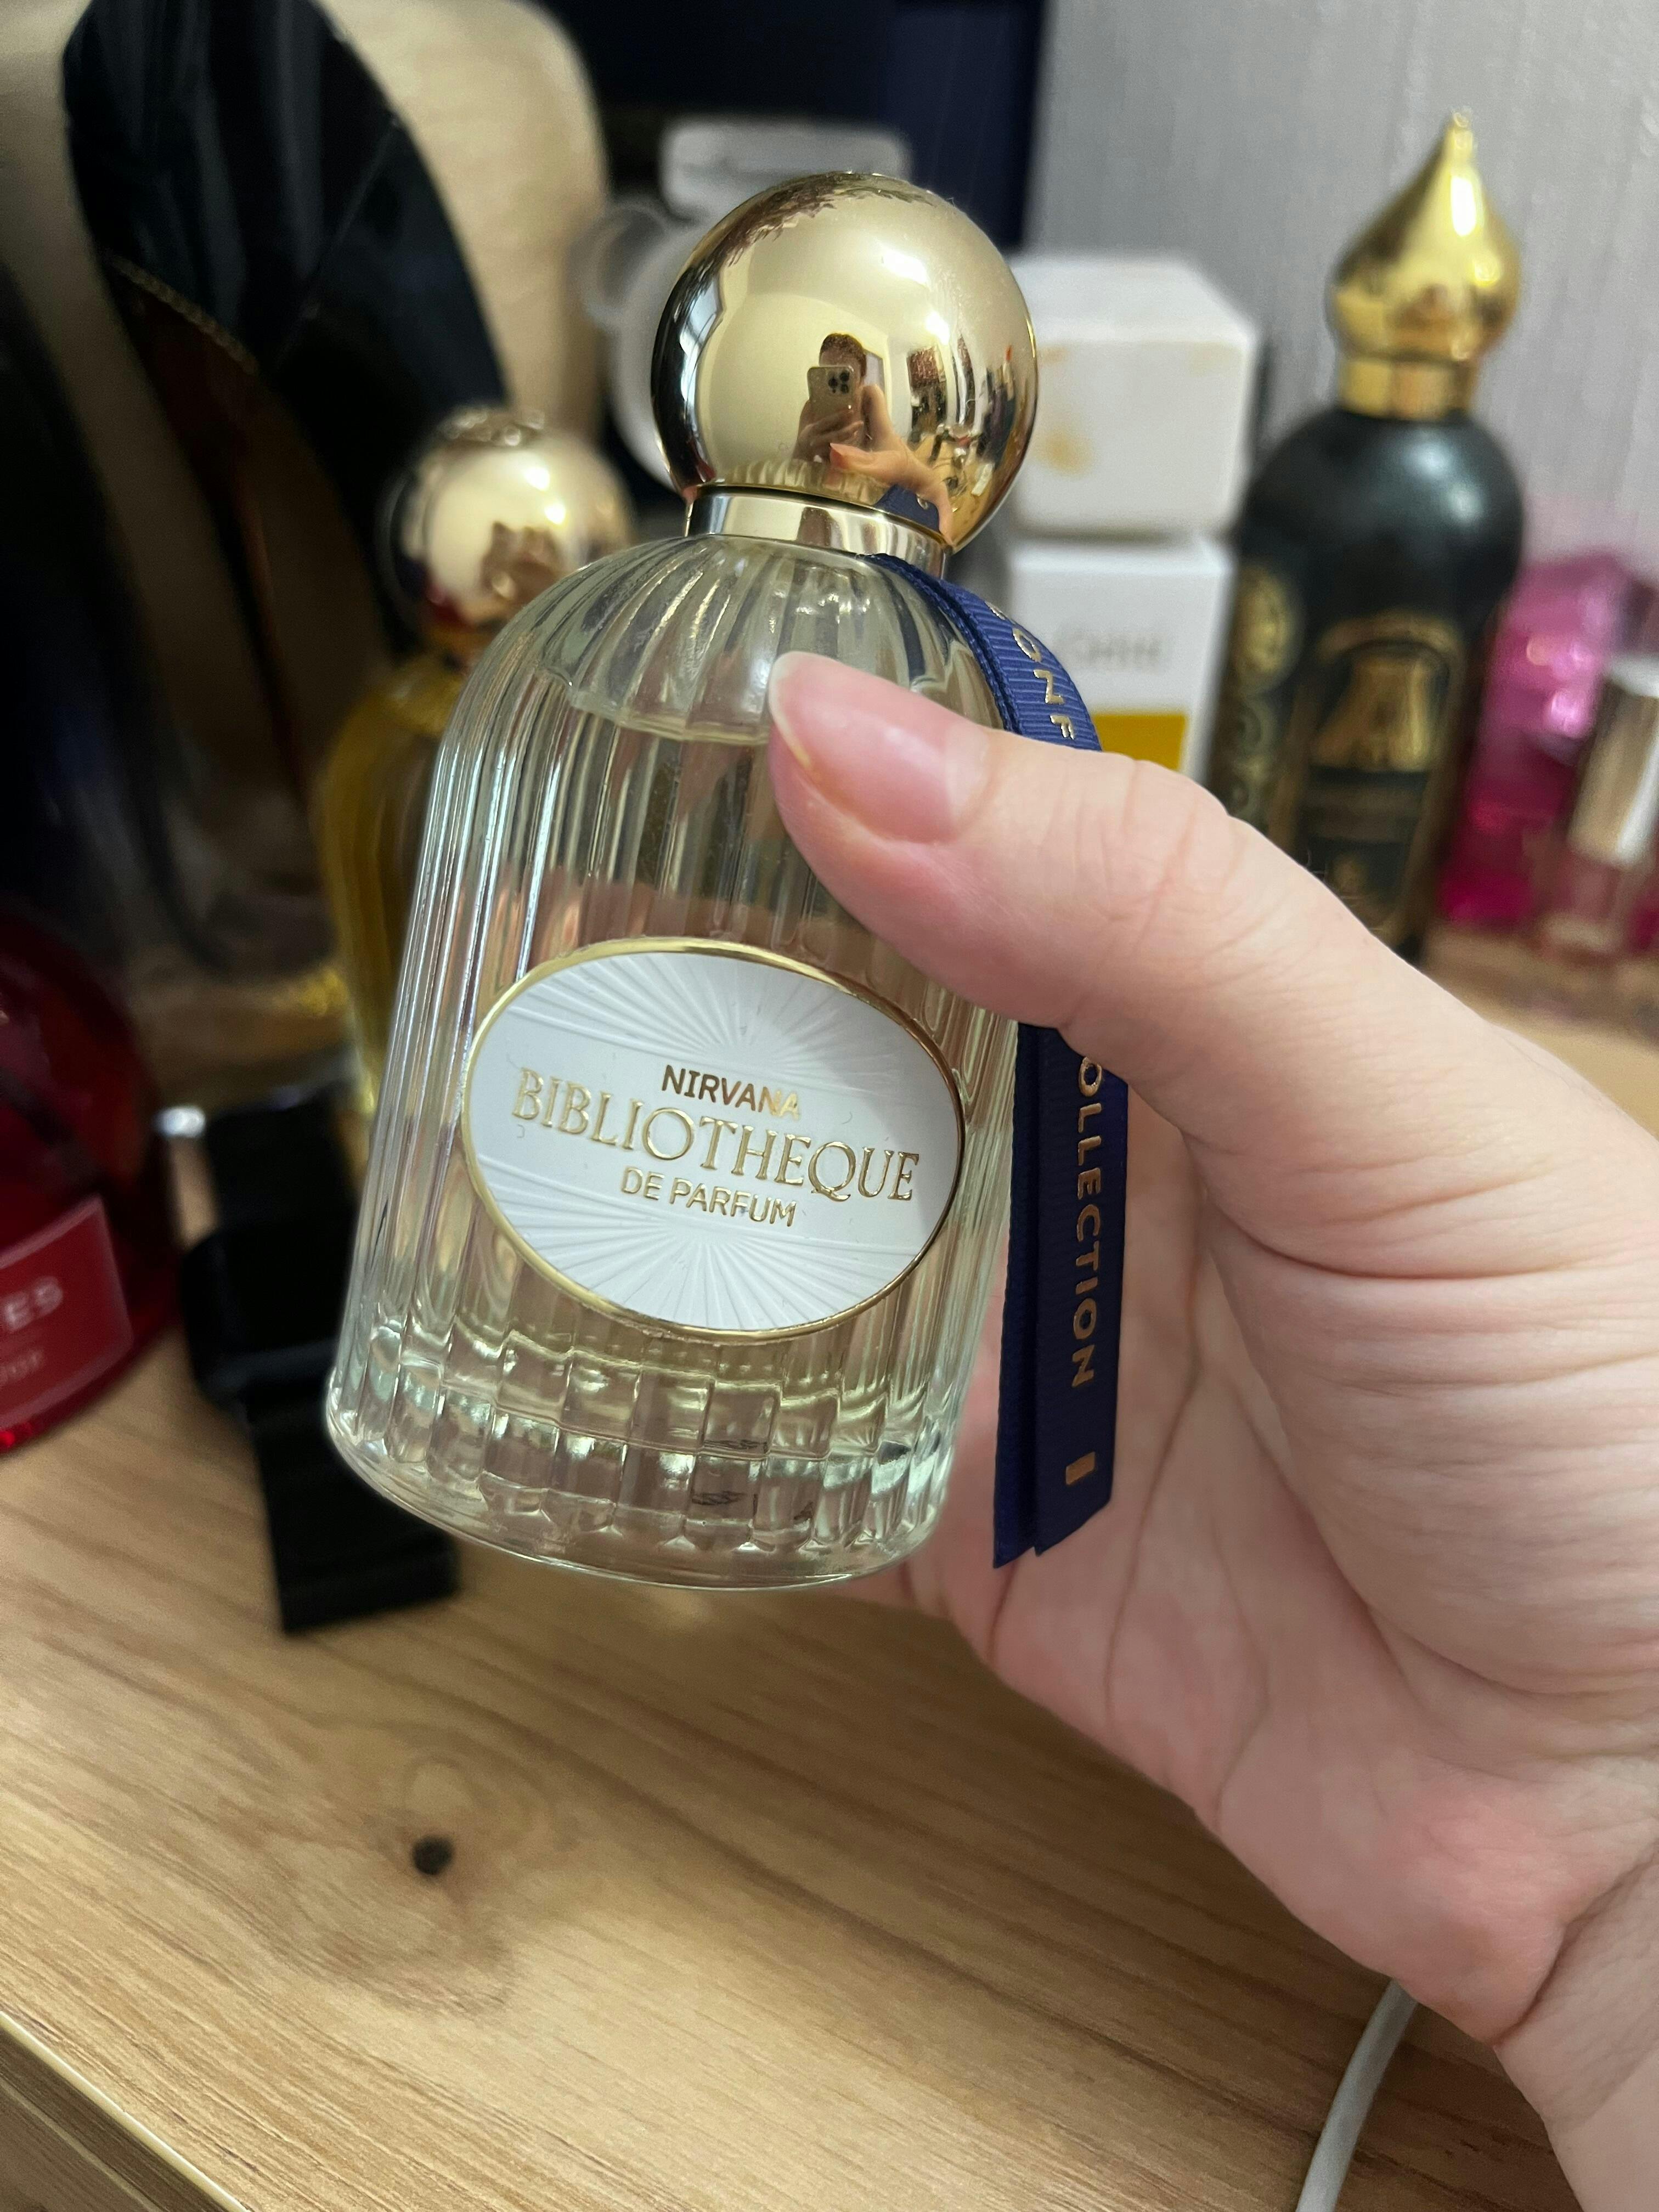 NIRVANA
BIBLIOTHEQUE
DE PARFUM
COLLECTION